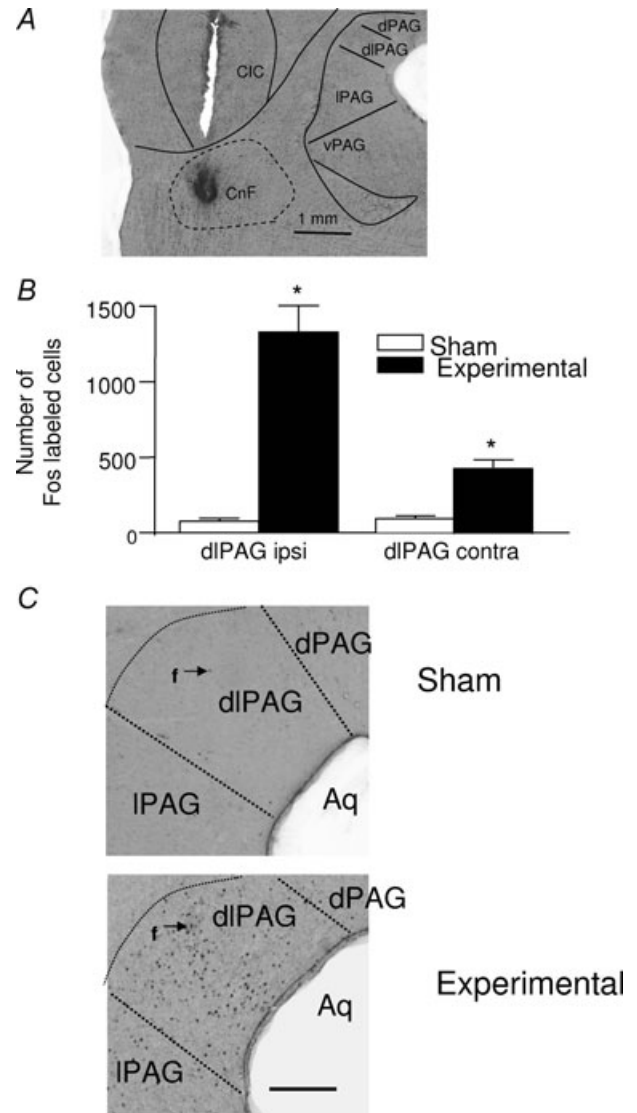 A
dPAG
dlPAG
CIC
lPAG
vPAG
CnF
1 mm
B
1500
*
Sham
Experimental
1000
Number of
Fos labeled cells
*
500
0
dlPAG ipsi
dlPAG contra
C
dPAG
f
Sham
dlPAG
lPAG
Aq
dPAG
dlPAG
f
Experimental
Aq
lPAG